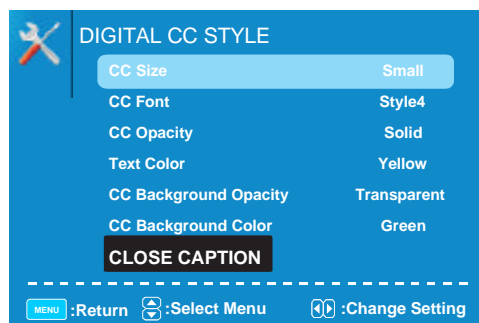 DIGITAL CC STYLE
CC Size Small
CC Font Style4
CC Opacity Solid
Text Color Yellow
CC Background Opacity Transparent
CC Background Color Green
CLOSE CAPTION
MENU :Return :Select Menu :Change Setting